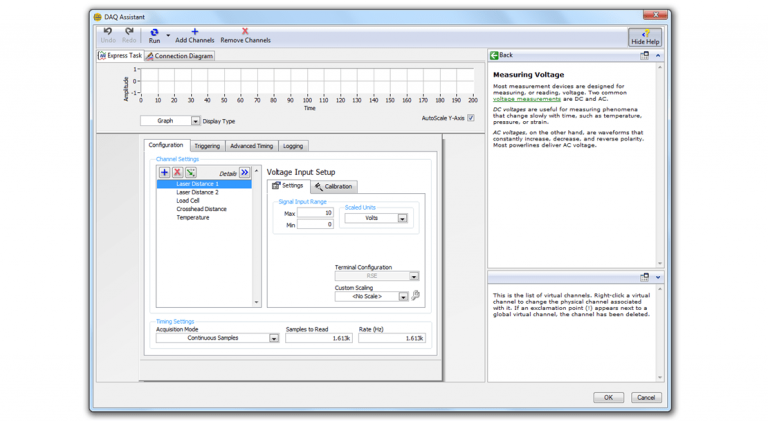 DAQ Assistant
Undo Redo Run Add Channels Remove Channels Hide Help
Express Task Connection Diagram
Amplitude
1-
0-
-1-
0 10 20 30 40 50 60 70 80 90 100 110 120 130 140 150 160 170 180 190 200
Time
Graph Display Type AutoScale Y-Axis
Configuration Triggering Advanced Timing Logging
Channel Settings
Details
Laser Distance 1
Laser Distance 2
Load Cell
Crosshead Distance
Temperature
Voltage Input Setup
Settings Calibration
Signal Input Range
Max 10
Min 0
Scaled Units
Volts
Terminal Configuration
RSE
Custom Scaling
<No Scale>
Timing Settings
Acquisition Mode Samples to Read Rate (Hz)
Continuous Samples 1.613k 1.613k
Back
Measuring Voltage
Most measurement devices are designed for
measuring, or reading, voltage. Two common
voltage measurements are DC and AC.
DC voltages are useful for measuring phenomena
that change slowly with time, such as temperature,
pressure, or strain.
AC voltages, on the other hand, are waveforms that
constantly increase, decrease, and reverse polarity.
Most powerlines deliver AC voltage.
This is the list of virtual channels. Right-click a virtual
channel to change the physical channel associated
with it. If an exclamation point (!) appears next to a
global virtual channel, the channel has been deleted.
OK Cancel